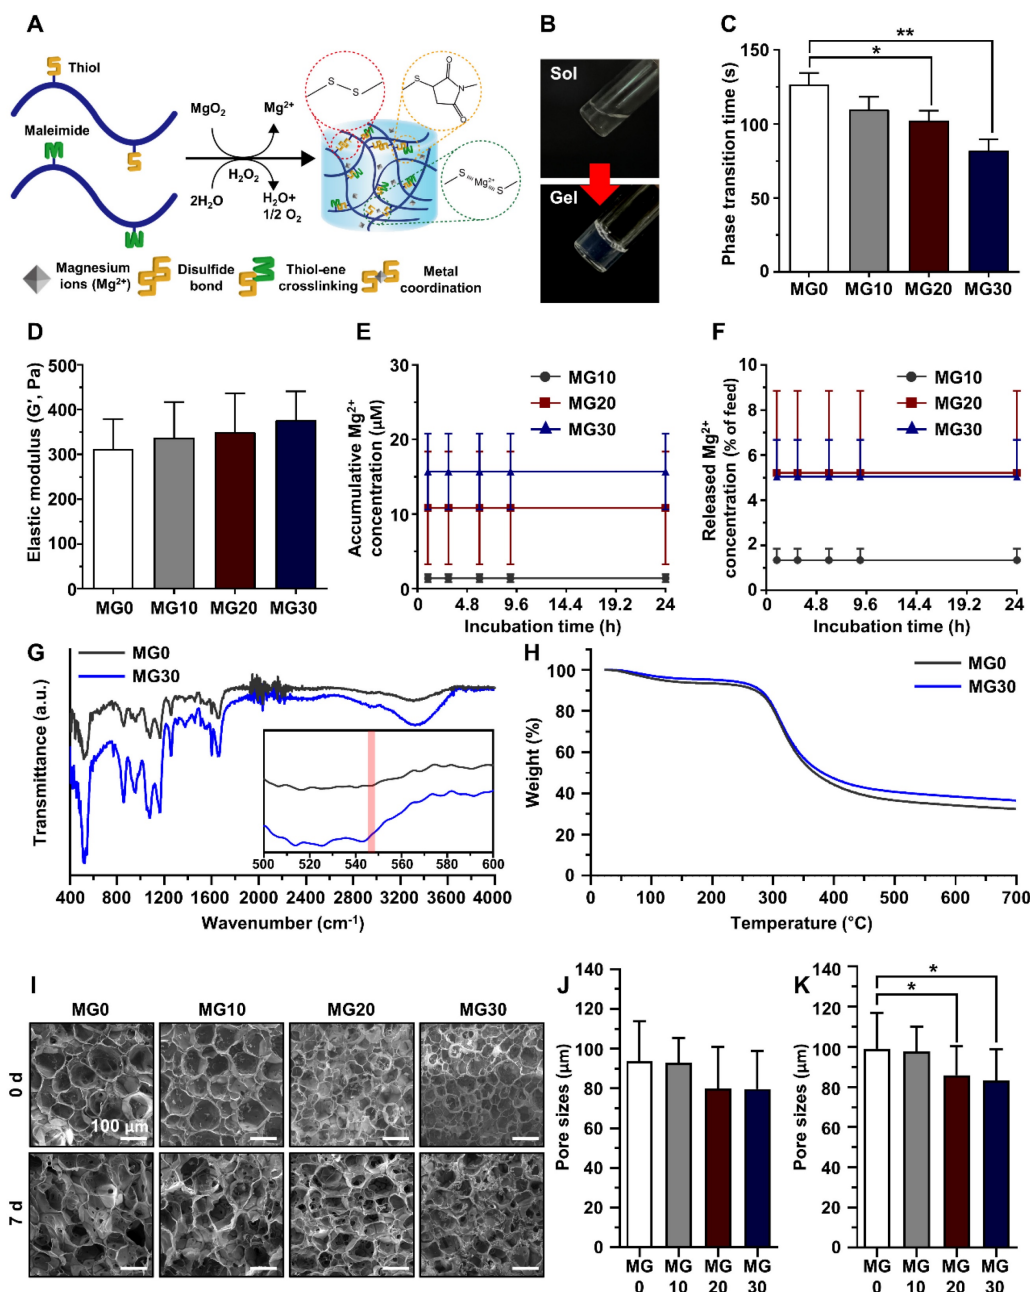 A
Thiol
Maleimide
MgO2
Mg2+
H2O2
2H2O
H2O+
1/2 O2
S
S
S
O
N
O
S
Mg2+
S
Magnesium
ions (Mg2+)
Disulfide
bond
Thiol-ene
crosslinking
Metal
coordination
B
Sol
Gel
C
Phase transition time (s)
150
100
50
0
*
**
MG0 MG10 MG20 MG30
D
Elastic modulus (G′, Pa)
500
400
300
200
100
0
MG0 MG10 MG20 MG30
E
Accumulative Mg2+
concentration (μM)
30
20
10
0
MG10
MG20
MG30
0 4.8 9.6 14.4 19.2 24
Incubation time (h)
F
Released Mg2+
concentration (% of feed)
10
8
6
4
2
0
MG10
MG20
MG30
0 4.8 9.6 14.4 19.2 24
Incubation time (h)
G
MG0
MG30
Transmittance (a.u.)
500 520 540 560 580 600
400 800 1200 1600 2000 2400 2800 3200 3600 4000
Wavenumber (cm-1)
H
MG0
MG30
Weight (%)
100
80
60
40
20
0
0 100 200 300 400 500 600 700
Temperature (°C)
I
MG0 MG10 MG20 MG30
0 d
100 μm
7 d
J
Pore sizes (μm)
140
120
100
80
60
40
20
0
MG MG MG MG
0 10 20 30
K
Pore sizes (μm)
140
120
100
80
60
40
20
0
*
*
MG MG MG MG
0 10 20 30